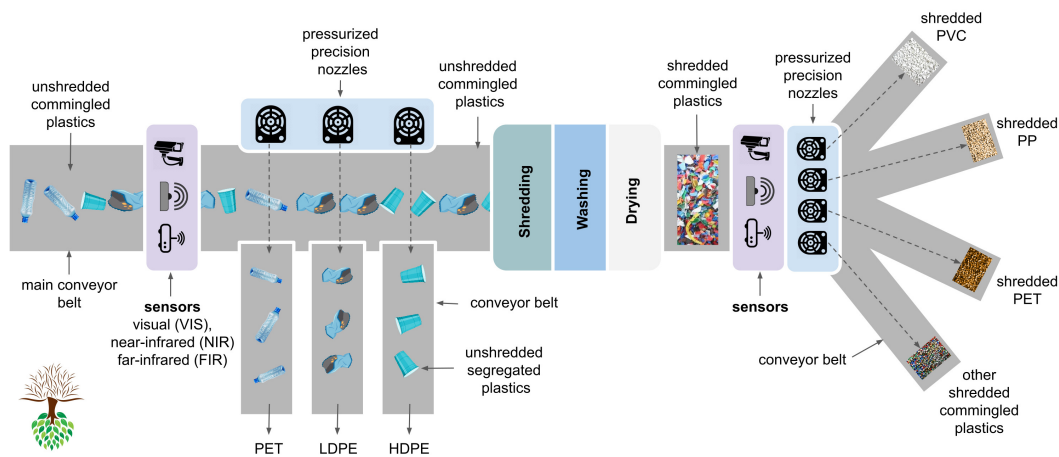 unshredded
commingled
plastics
pressurized
precision
nozzles
unshredded
commingled
plastics
shredded
commingled
plastics
pressurized
precision
nozzles
shredded
PVC
shredded
PP
shredded
PET
other
shredded
commingled
plastics
Shredding
Washing
Drying
main conveyor
belt
sensors
visual (VIS),
near-infrared (NIR)
far-infrared (FIR)
conveyor belt
unshredded
segregated
plastics
sensors
conveyor belt
PET
LDPE
HDPE